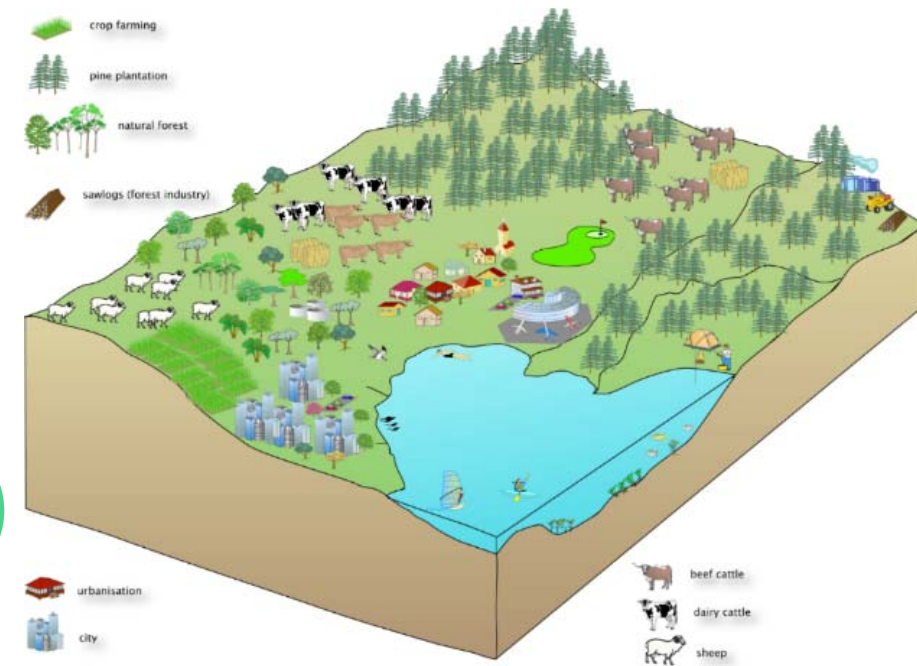 crop farming
pine plantation
natural forest
sawlogs (forest industry)
urbanisation
city
beef cattle
dairy cattle
sheep